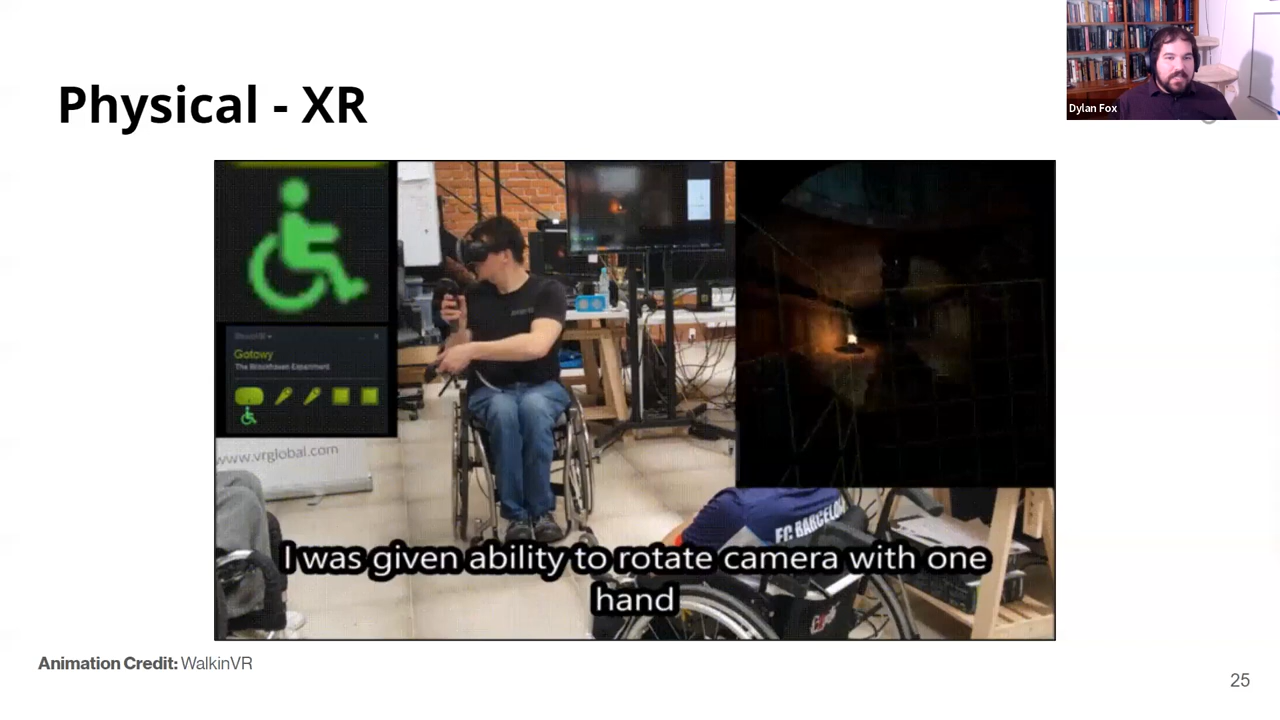 Physical - XR
Dylan Fox
Gotowy
The Brookhaven Experiment
www.vrglobal.com
FC BARCELONA
I was given ability to rotate camera with one
hand
Animation Credit: WalkinVR
25